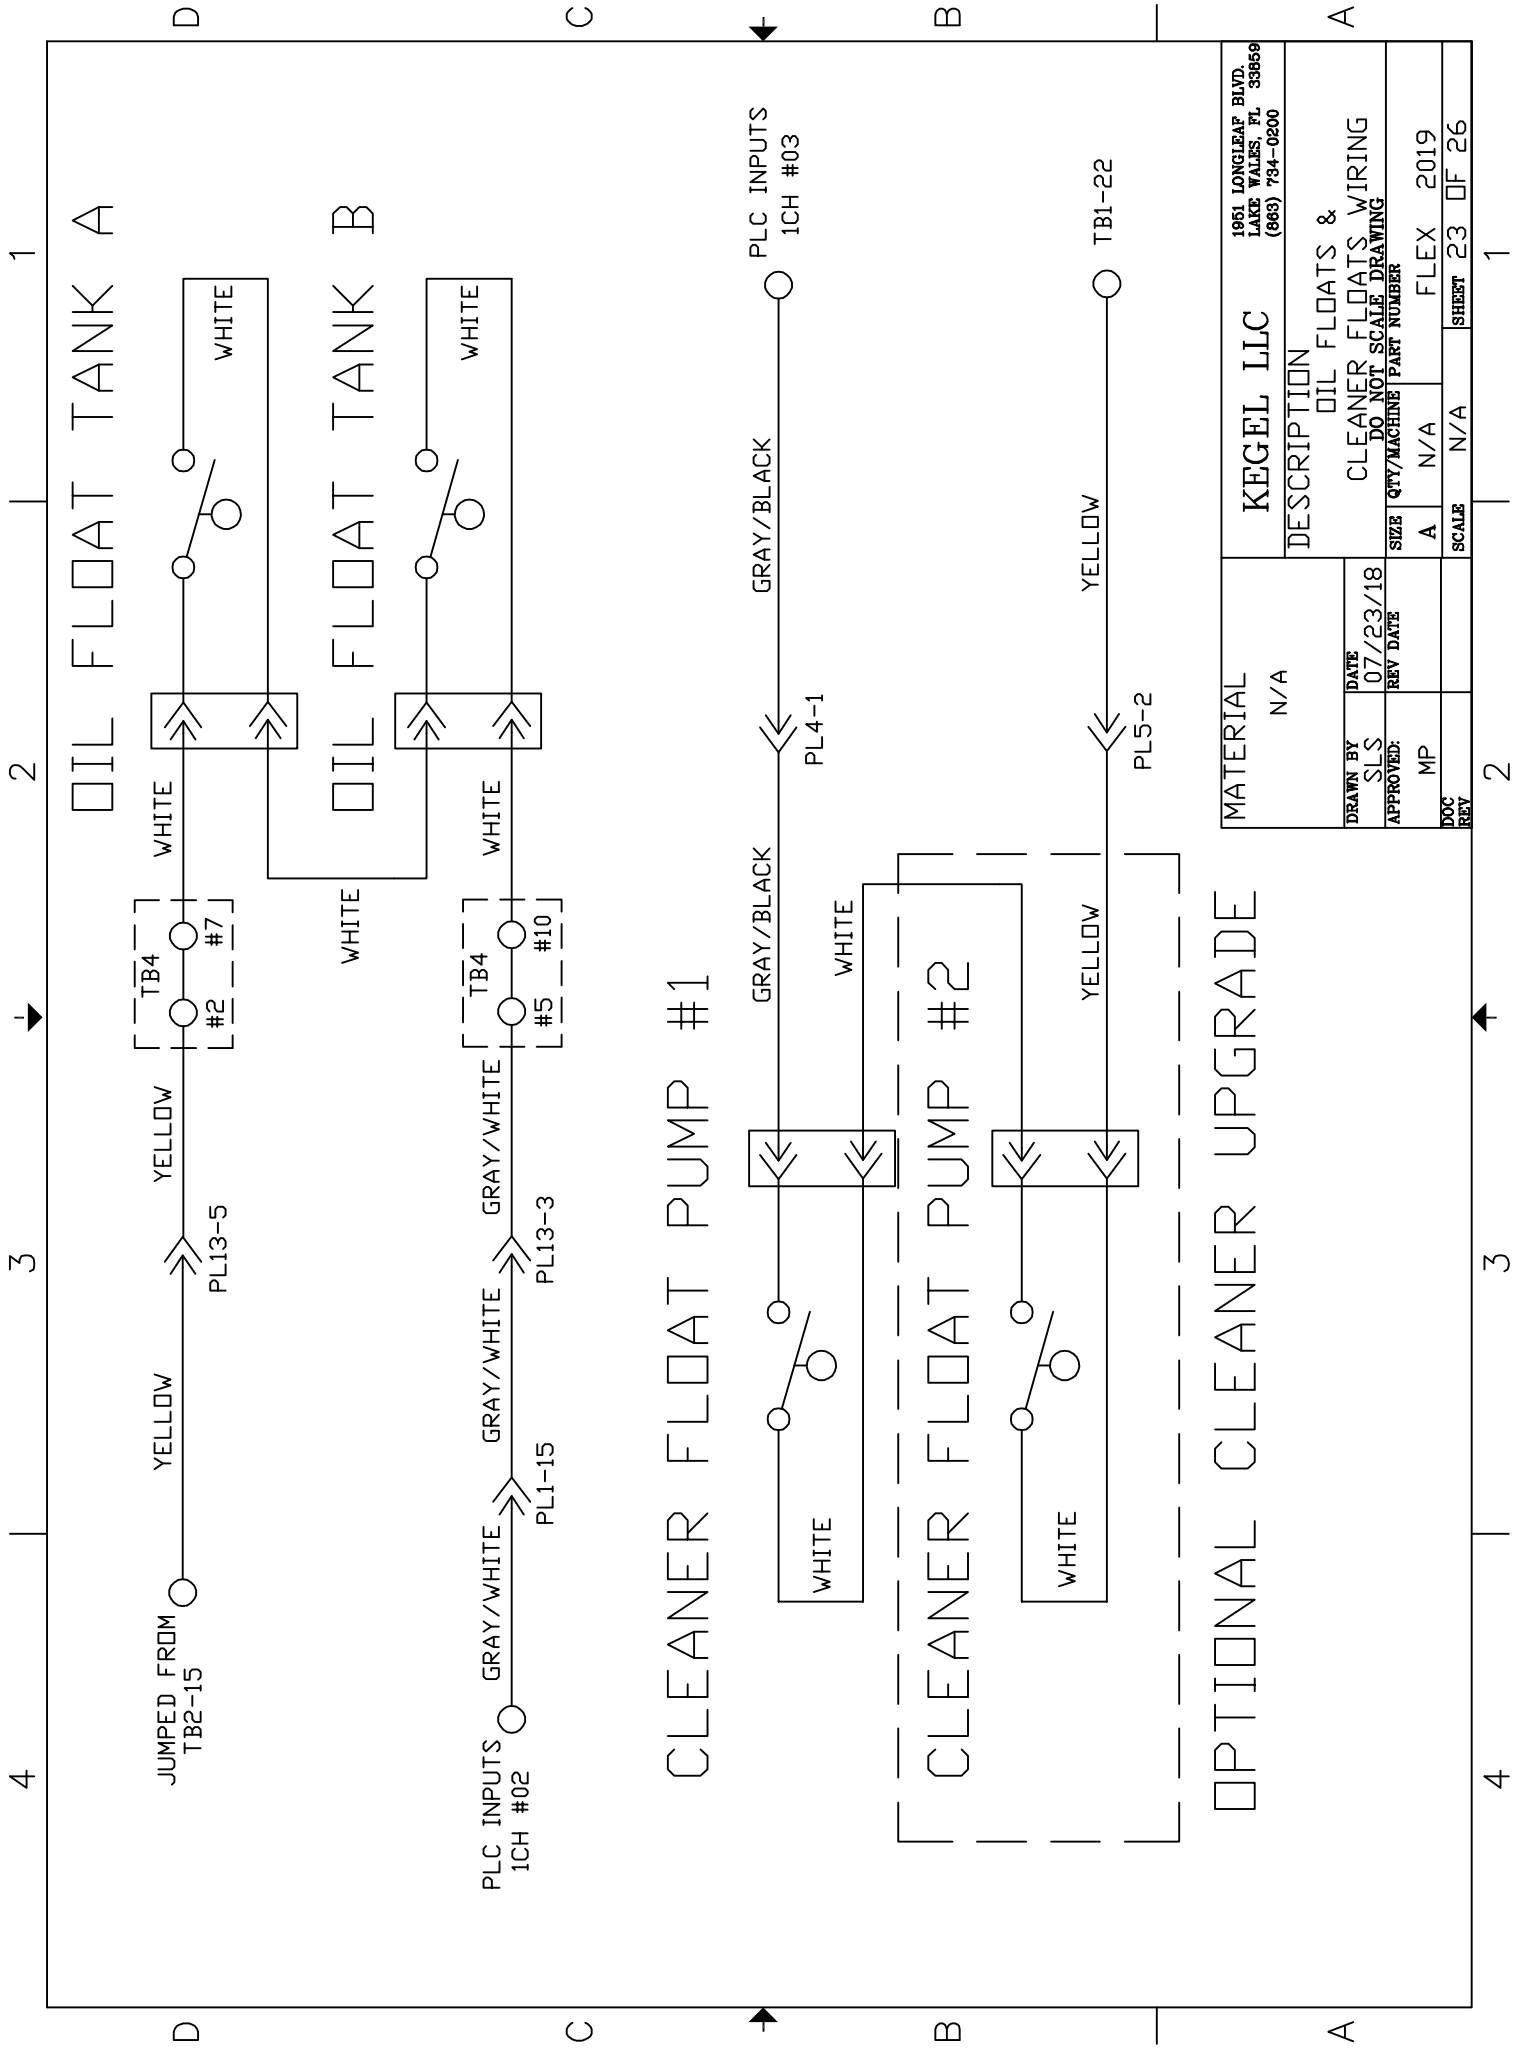 4
3
2
1
D
D
C
C
B
B
A
A
OIL FLOAT TANK A
JUMPED FROM
TB2-15
YELLOW
PL13-5
YELLOW
TB4
#2
#7
WHITE
WHITE
WHITE
OIL FLOAT TANK B
PLC INPUTS
1CH #02
GRAY/WHITE
PL1-15
GRAY/WHITE
PL13-3
GRAY/WHITE
TB4
#5
#10
WHITE
WHITE
CLEANER FLOAT PUMP #1
WHITE
GRAY/BLACK
WHITE
PL4-1
GRAY/BLACK
PLC INPUTS
1CH #03
CLEANER FLOAT PUMP #2
WHITE
YELLOW
PL5-2
YELLOW
TB1-22
OPTIONAL CLEANER UPGRADE
MATERIAL
N/A
DRAWN BY
SLS
DATE
07/23/18
APPROVED:
MP
REV DATE
DOC
REV
KEGEL LLC
1951 LONGLEAF BLVD.
LAKE WALES, FL 33859
(863) 734-0200
DESCRIPTION
OIL FLOATS &
CLEANER FLOATS WIRING
DO NOT SCALE DRAWING
SIZE
A
QTY/MACHINE
N/A
PART NUMBER
FLEX 2019
SCALE
N/A
SHEET 23 OF 26
4
3
2
1